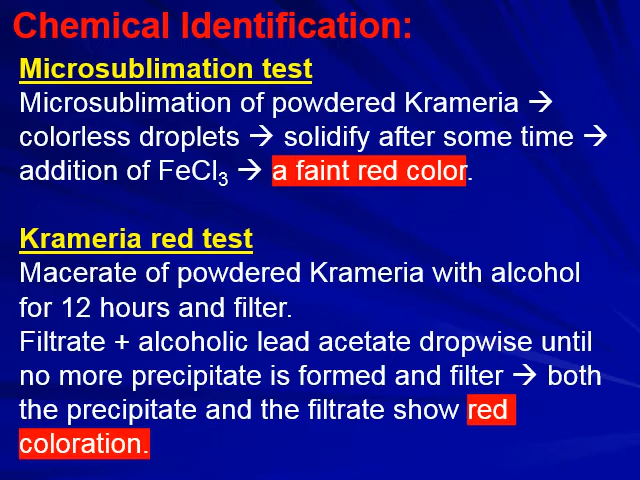 Chemical Identification:
Microsublimation test
Microsublimation of powdered Krameria →
colorless droplets → solidify after some time →
addition of FeCl₃ → a faint red color.
Krameria red test
Macerate of powdered Krameria with alcohol
for 12 hours and filter.
Filtrate + alcoholic lead acetate dropwise until
no more precipitate is formed and filter → both
the precipitate and the filtrate show red
coloration.